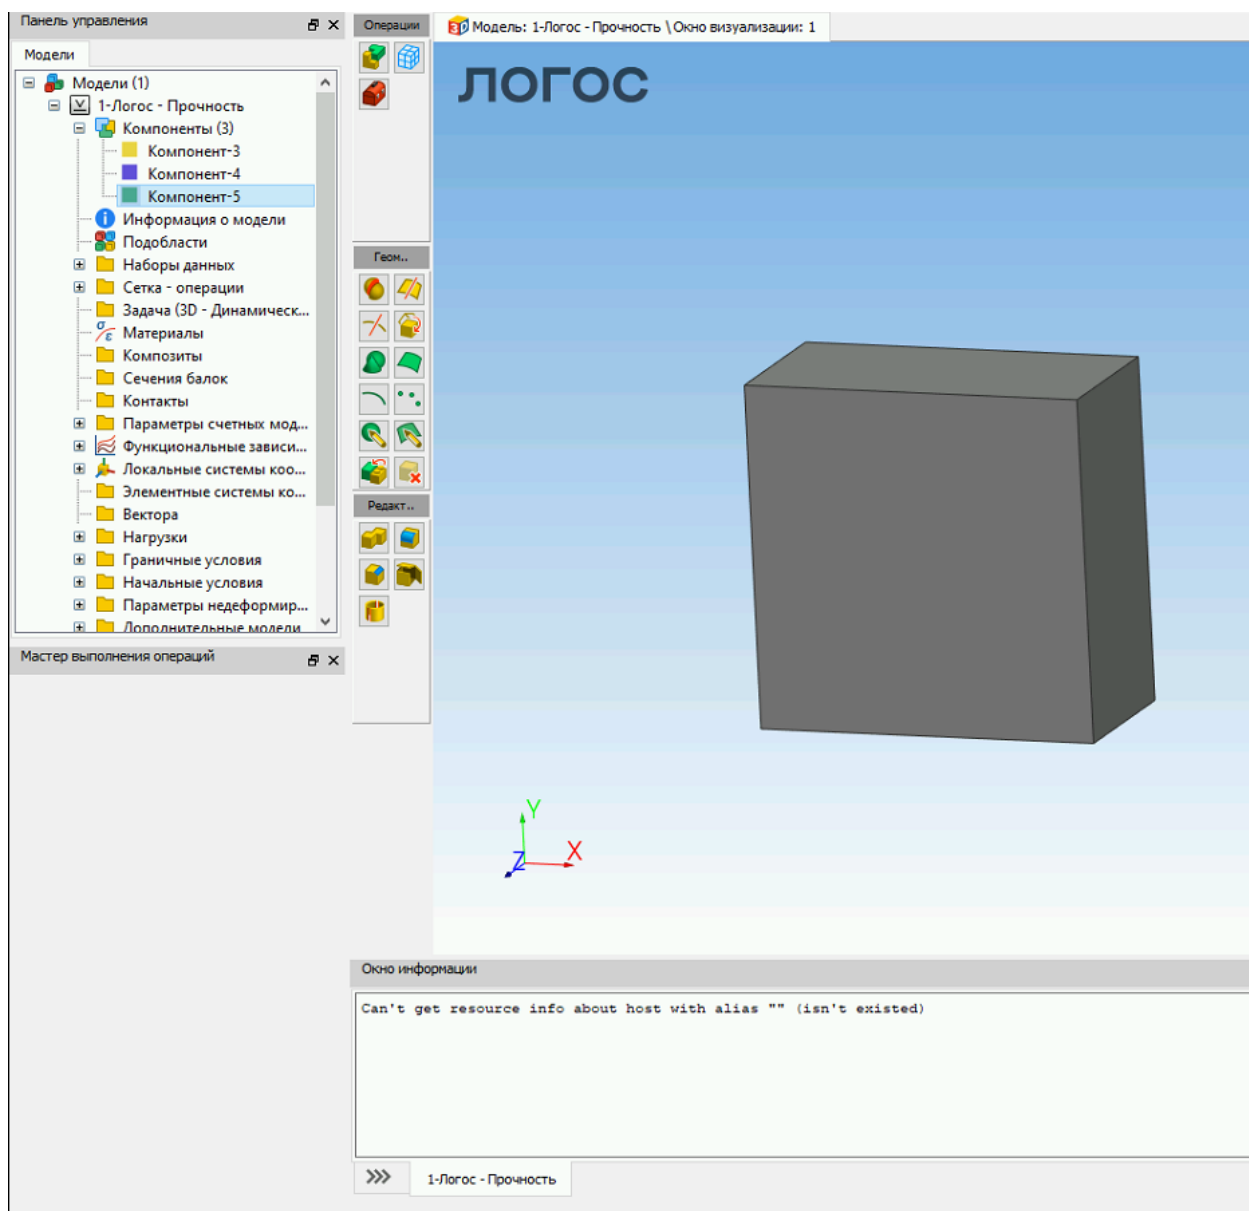 Панель управления
Модели
Модели (1)
1-Логос - Прочность
Компоненты (3)
Компонент-3
Компонент-4
Компонент-5
Информация о модели
Подобласти
Наборы данных
Сетка - операции
Задача (3D - Динамическ...
Материалы
Композиты
Сечения балок
Контакты
Параметры счетных мод...
Функциональные зависи...
Локальные системы коо...
Элементные системы ко...
Вектора
Нагрузки
Граничные условия
Начальные условия
Параметры недеформир...
Дополнительные модели
Мастер выполнения операций
Операции
Геом..
Редакт..
3D Модель: 1-Логос - Прочность \ Окно визуализации: 1
ЛОГОС
Y
X
Z
Окно информации
Can't get resource info about host with alias "" (isn't existed)
1-Логос - Прочность